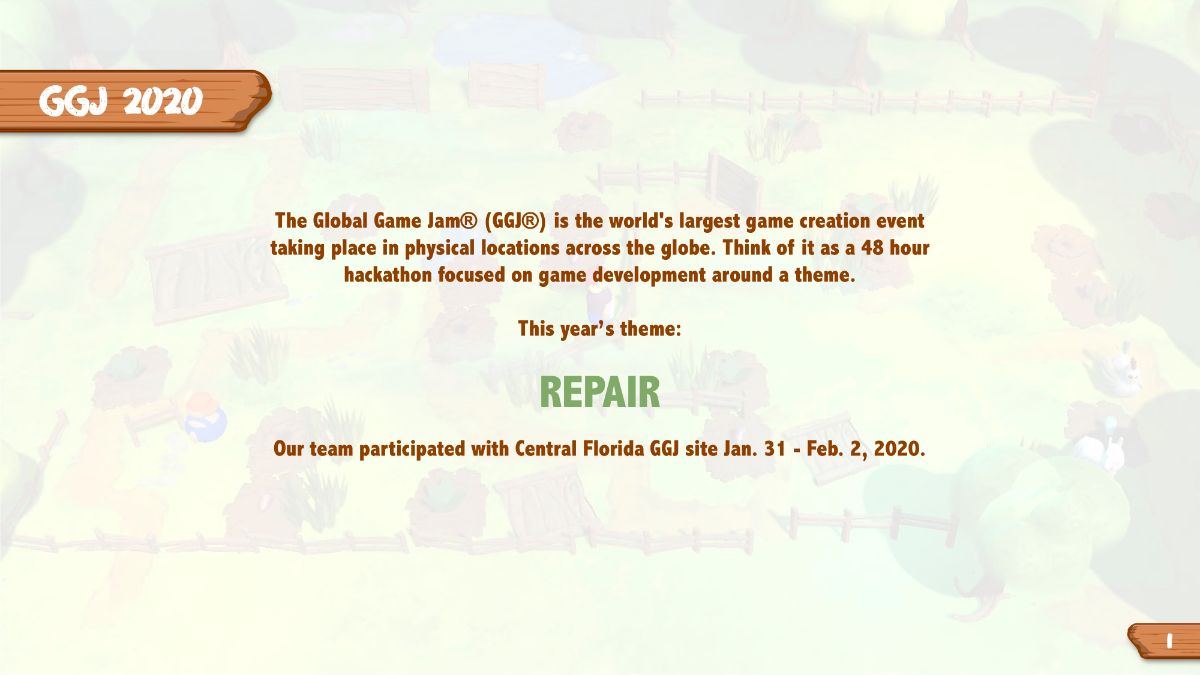 GGJ 2020
The Global Game Jam® (GGJ®) is the world's largest game creation event
taking place in physical locations across the globe. Think of it as a 48 hour
hackathon focused on game development around a theme.
This year’s theme:
REPAIR
Our team participated with Central Florida GGJ site Jan. 31 - Feb. 2, 2020.
1